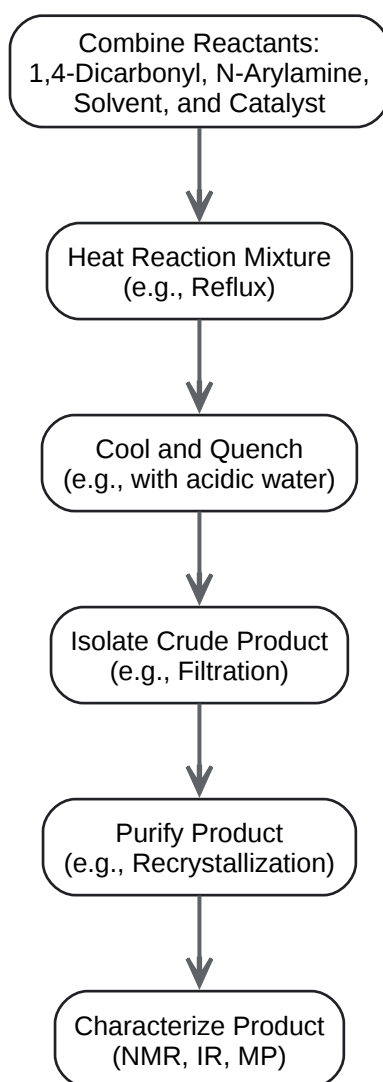 Combine Reactants:
1,4-Dicarbonyl, N-Arylamine,
Solvent, and Catalyst
Heat Reaction Mixture
(e.g., Reflux)
Cool and Quench
(e.g., with acidic water)
Isolate Crude Product
(e.g., Filtration)
Purify Product
(e.g., Recrystallization)
Characterize Product
(NMR, IR, MP)